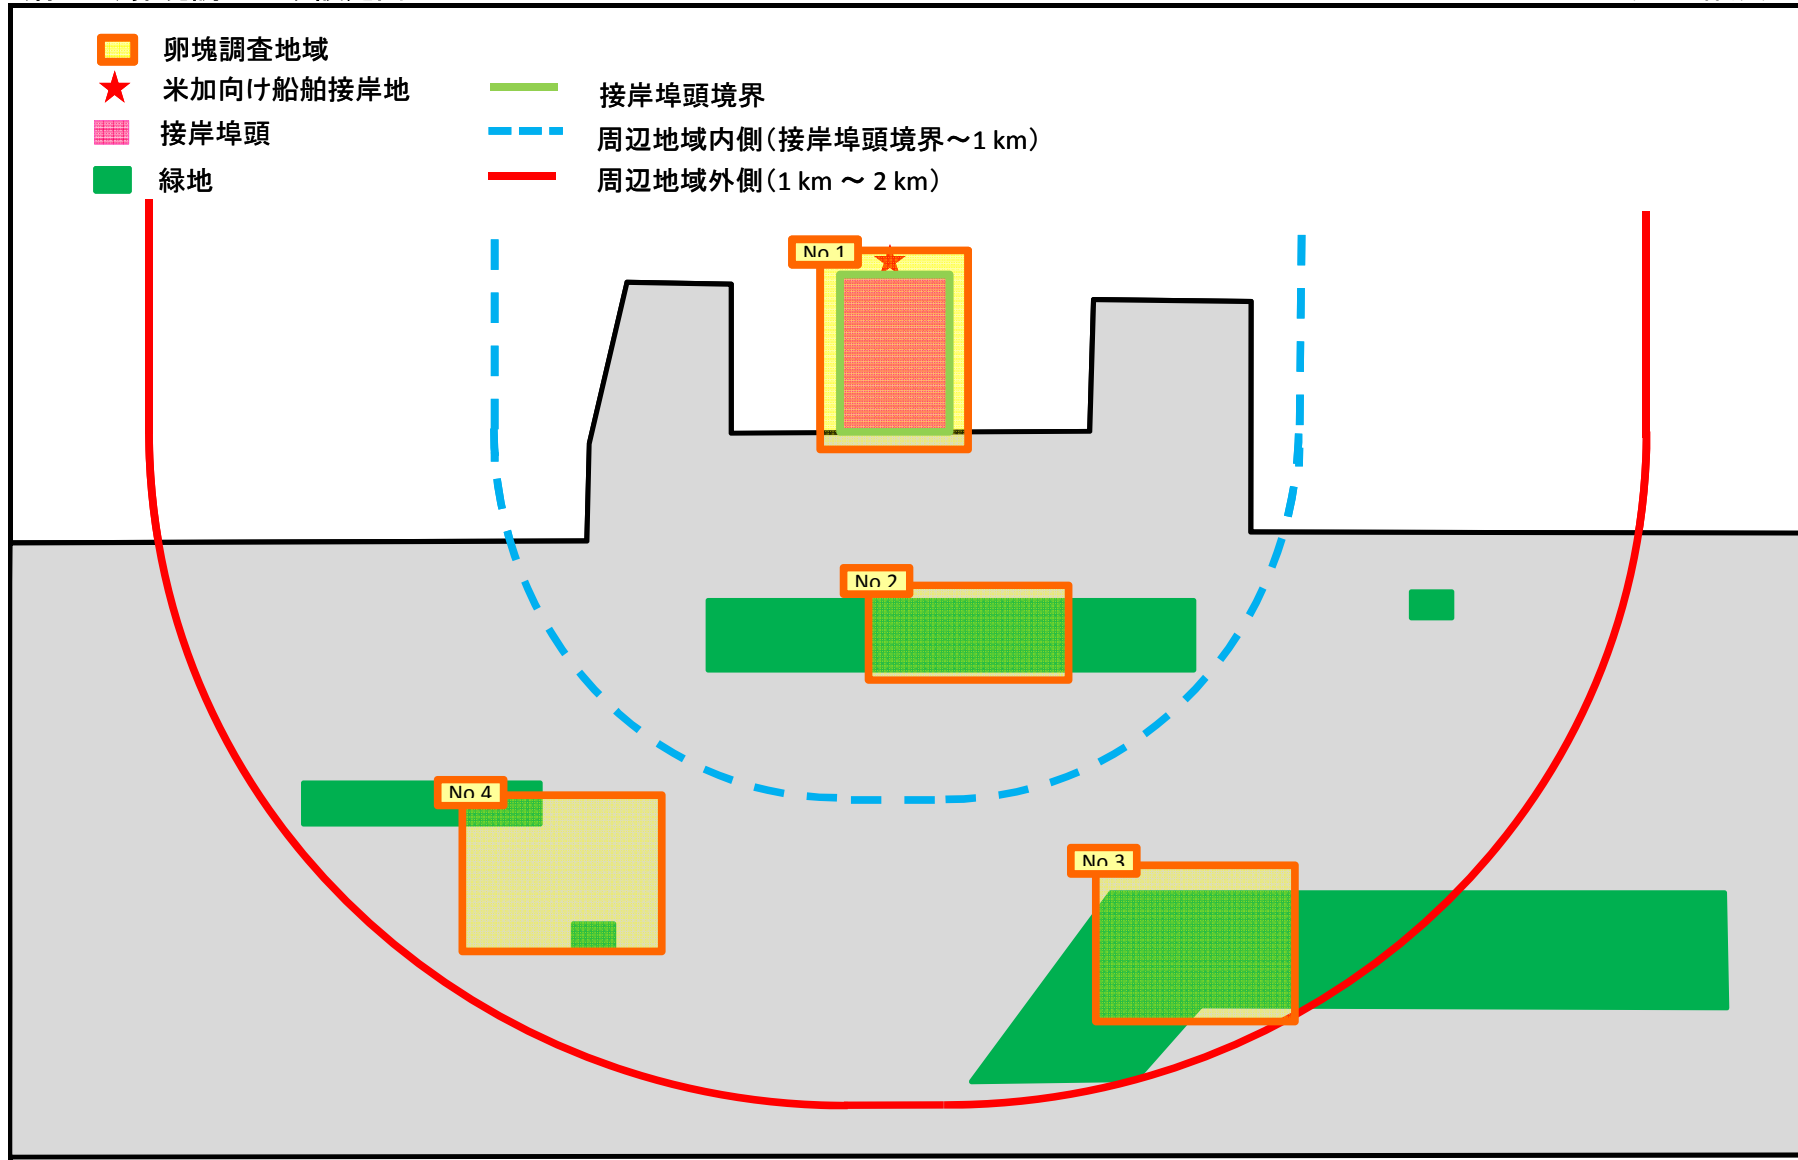 卵塊調査地域
米加向け船舶接岸地
接岸埠頭
緑地
接岸埠頭境界
周辺地域内側(接岸埠頭境界～1 km)
周辺地域外側(1 km ～ 2 km)
No.1
No.2
No.4
No.3